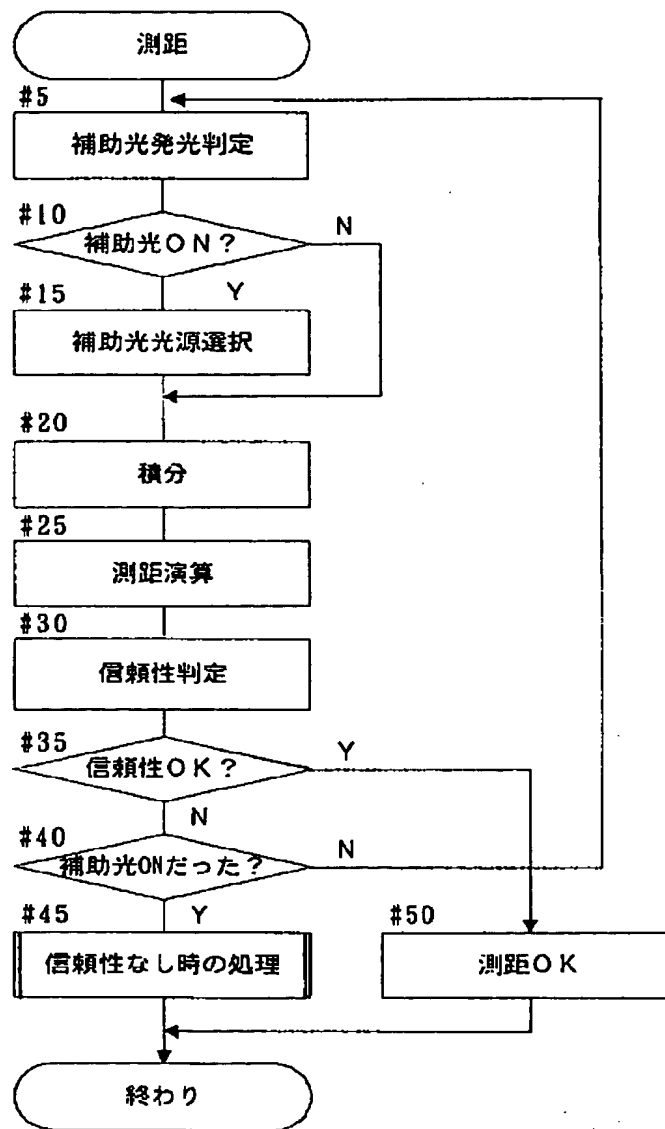 測距
#5
補助光発光判定
#10
補助光ON?
N
Y
#15
補助光光源選択
#20
積分
#25
測距演算
#30
信頼性判定
#35
信頼性OK?
Y
N
#40
補助光ONだった?
N
Y
#45
信頼性なし時の処理
#50
測距OK
終わり